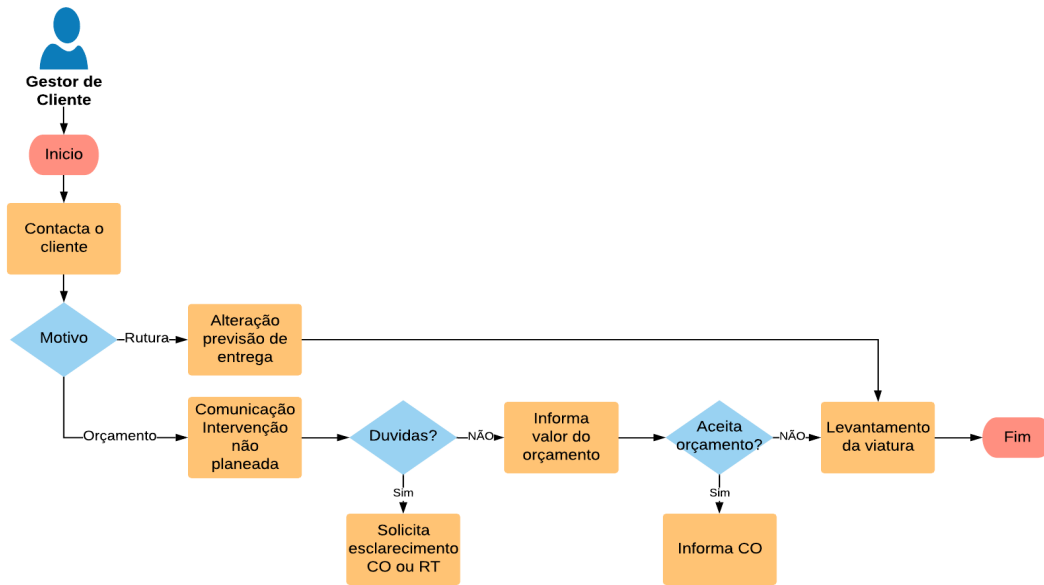 Gestor de
Cliente
Inicio
Contacta o
cliente
Motivo
Rutura
Alteração
previsão de
entrega
Orçamento
Comunicação
Intervenção
não
planeada
Duvidas?
NÃO
Informa
valor do
orçamento
Aceita
orçamento?
NÃO
Levantamento
da viatura
Fim
Sim
Solicita
esclarecimento
CO ou RT
Sim
Informa CO